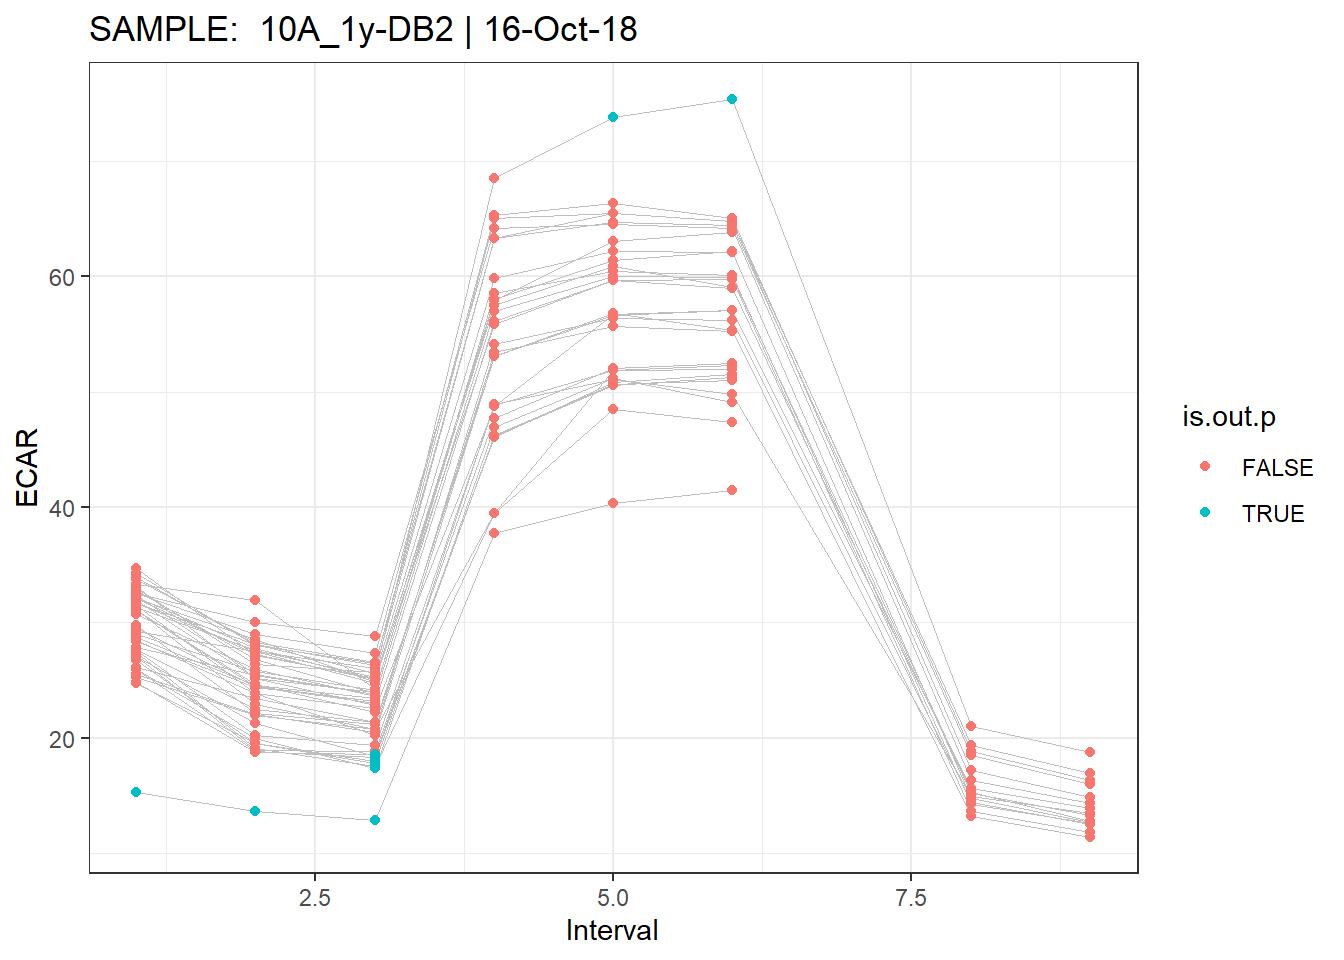 SAMPLE:  10A_1y-DB2 | 16-Oct-18
ECAR
60
40
20
2.5
5.0
7.5
Interval
is.out.p
FALSE
TRUE